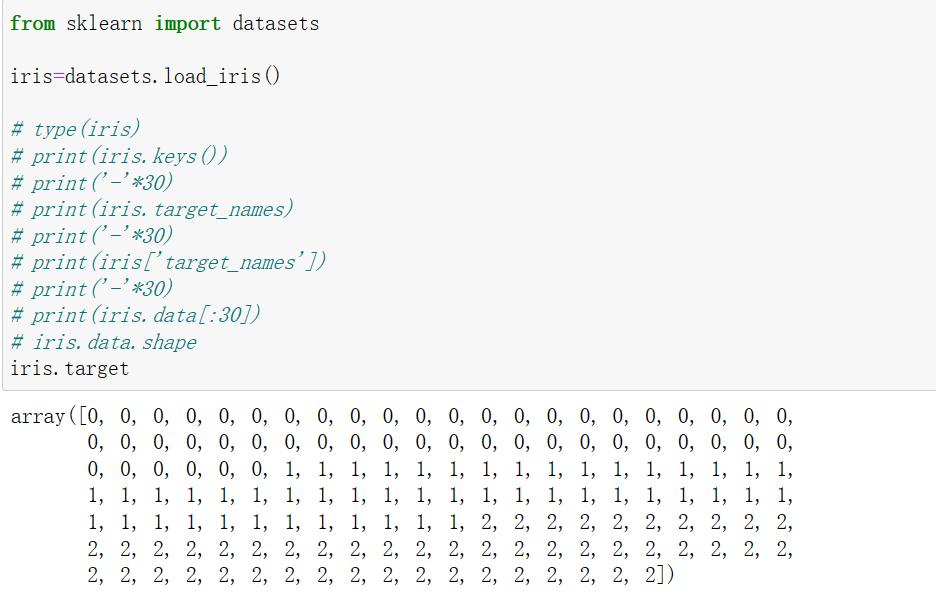 from sklearn import datasets
iris=datasets.load_iris()
# type(iris)
# print(iris.keys())
# print('-'*30)
# print(iris.target_names)
# print('-'*30)
# print(iris['target_names'])
# print('-'*30)
# print(iris.data[:30])
# iris.data.shape
iris.target
array([0, 0, 0, 0, 0, 0, 0, 0, 0, 0, 0, 0, 0, 0, 0, 0, 0, 0, 0, 0, 0, 0,
0, 0, 0, 0, 0, 0, 0, 0, 0, 0, 0, 0, 0, 0, 0, 0, 0, 0, 0, 0, 0, 0,
0, 0, 0, 0, 0, 0, 1, 1, 1, 1, 1, 1, 1, 1, 1, 1, 1, 1, 1, 1, 1, 1,
1, 1, 1, 1, 1, 1, 1, 1, 1, 1, 1, 1, 1, 1, 1, 1, 1, 1, 1, 1, 1, 1,
1, 1, 1, 1, 1, 1, 1, 1, 1, 1, 1, 1, 2, 2, 2, 2, 2, 2, 2, 2, 2, 2,
2, 2, 2, 2, 2, 2, 2, 2, 2, 2, 2, 2, 2, 2, 2, 2, 2, 2, 2, 2, 2, 2,
2, 2, 2, 2, 2, 2, 2, 2, 2, 2, 2, 2, 2, 2, 2, 2, 2, 2])